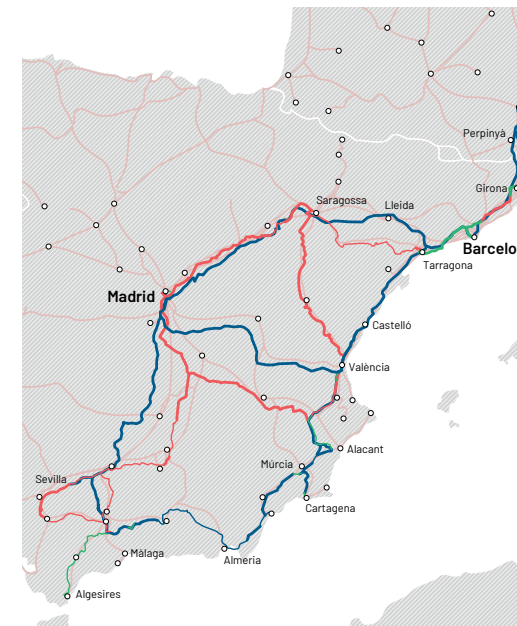 Perpinyà
Girona
Saragossa
Lleida
Barcelo
Tarragona
Madrid
Castelló
València
Alacant
Múrcia
Sevilla
Cartagena
Màlaga
Almeria
Algesires